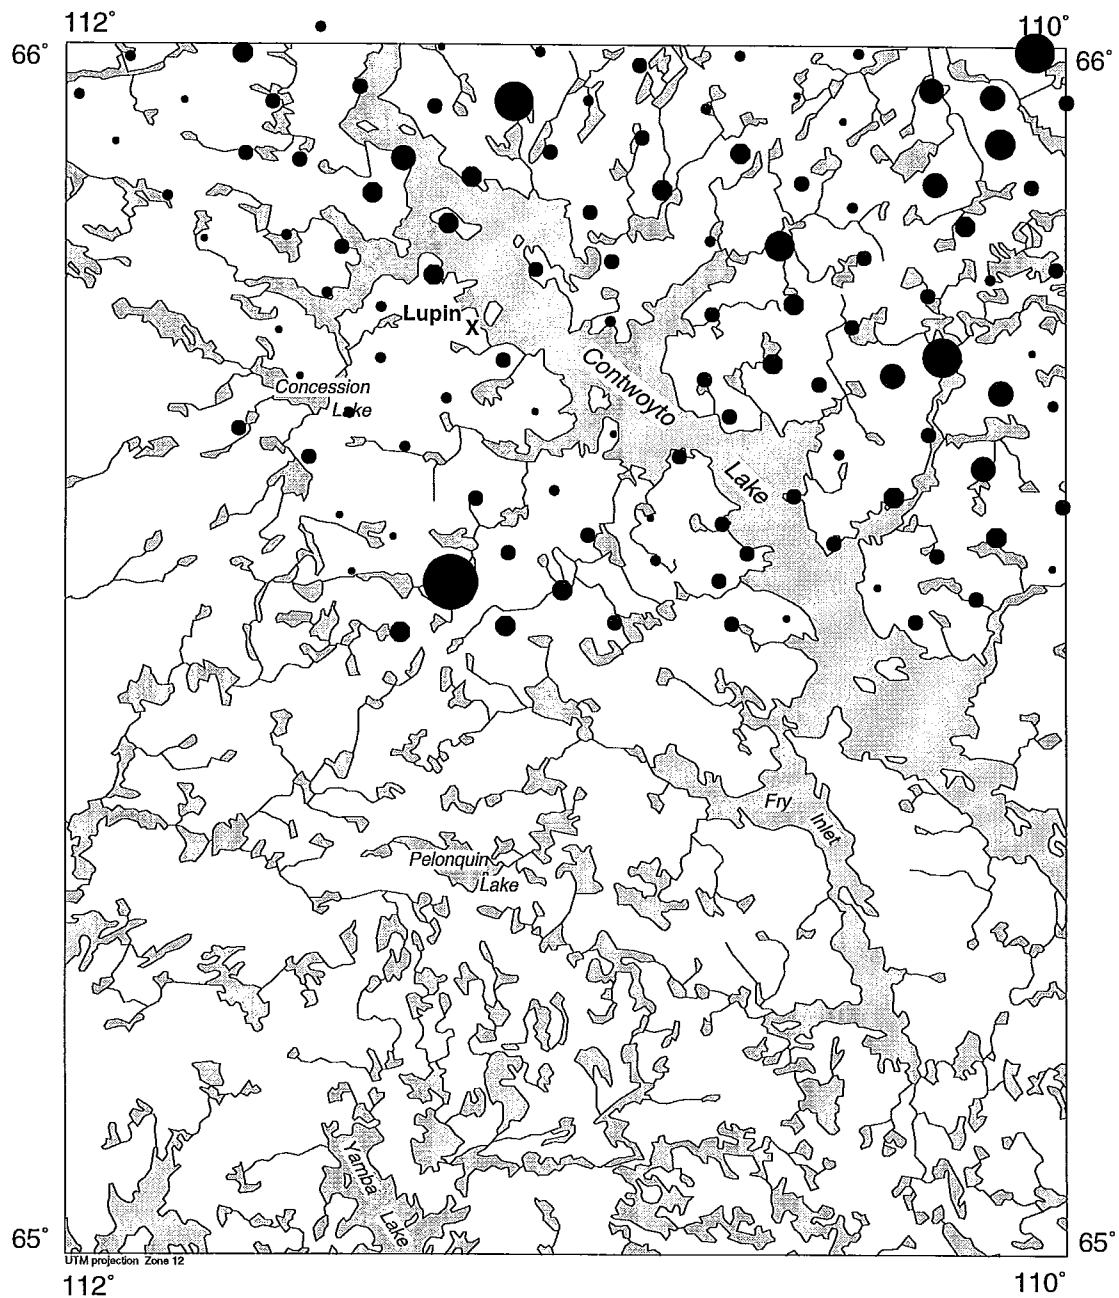 112°
110°
66°
66°
Lupin
X
Contwoyto
Concession
Lake
Lake
Fry
Inlet
Pelonquin
Lake
Yamba
Lake
65°
65°
UTM projection Zone 12
112°
110°